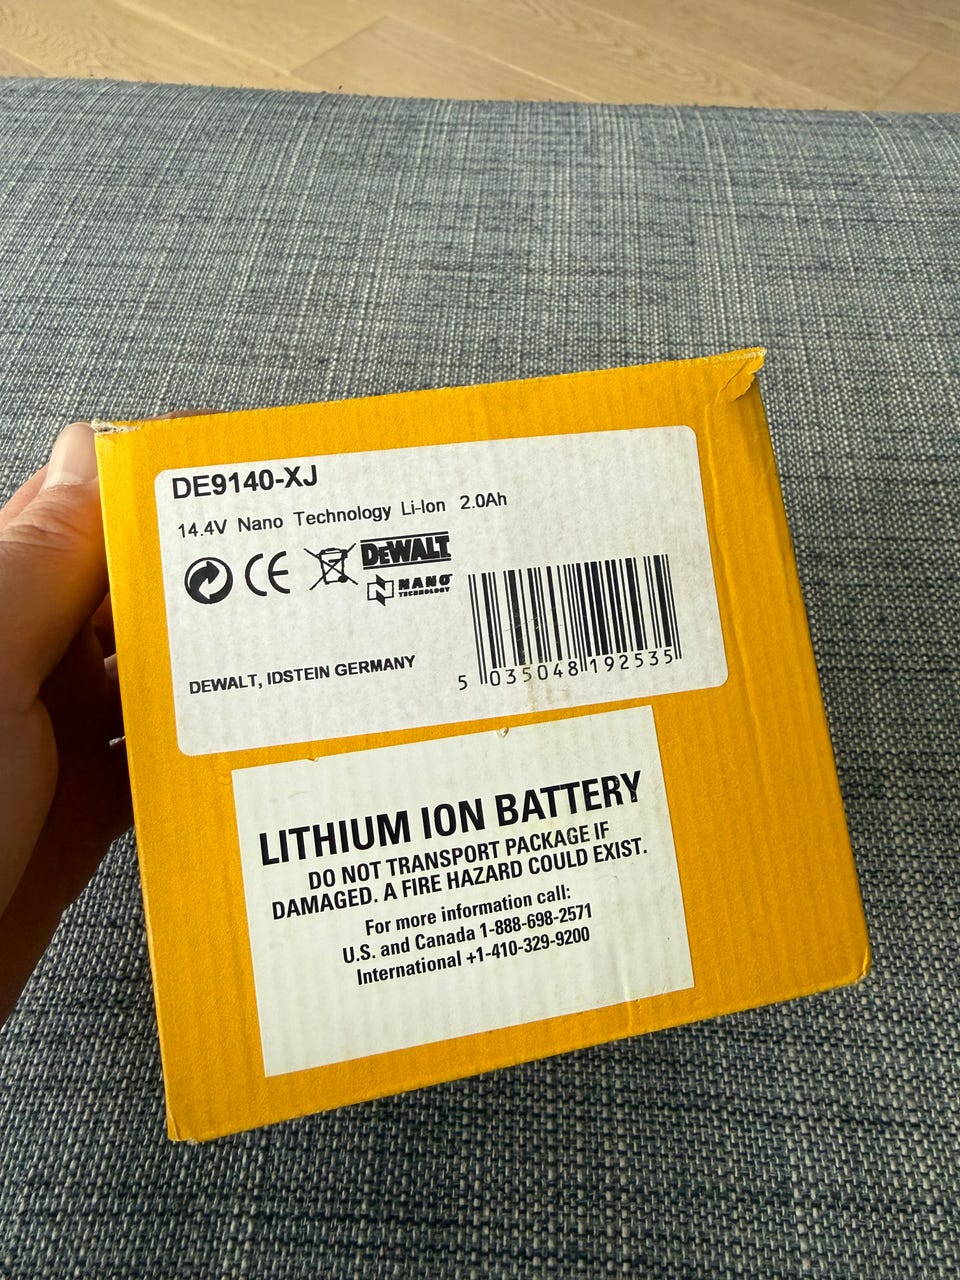 DE9140-XJ
14.4V Nano Technology Li-Ion 2.0Ah
CE
DEWALT
N NANO
TECHNOLOGY
DEWALT, IDSTEIN GERMANY
5 035048 192535
LITHIUM ION BATTERY
DO NOT TRANSPORT PACKAGE IF
DAMAGED. A FIRE HAZARD COULD EXIST.
For more information call:
U.S. and Canada 1-888-698-2571
International +1-410-329-9200